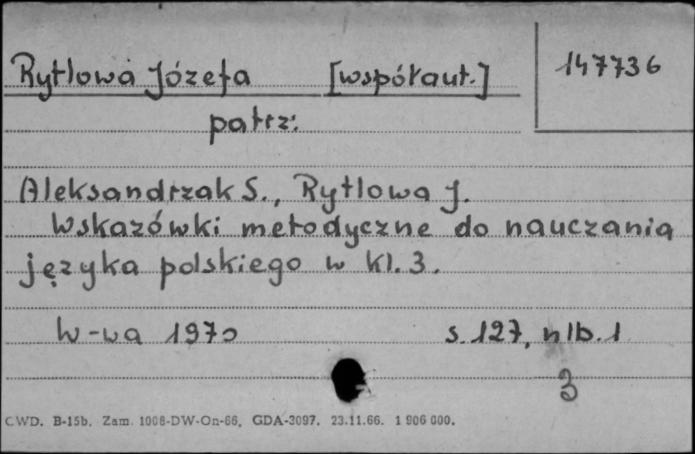 Rytlowa Józefa [współaut.] 147736
patrz:
Aleksandrzak S., Rytlowa J.
Wskazówki metodyczne do nauczania
języka polskiego w kl. 3.
W-wa 1970 s. 127, nlb. 1
3
CWD. B-15b. Zam. 1008-DW-On-66, GDA-3097. 23.11.66. 1 906 000.